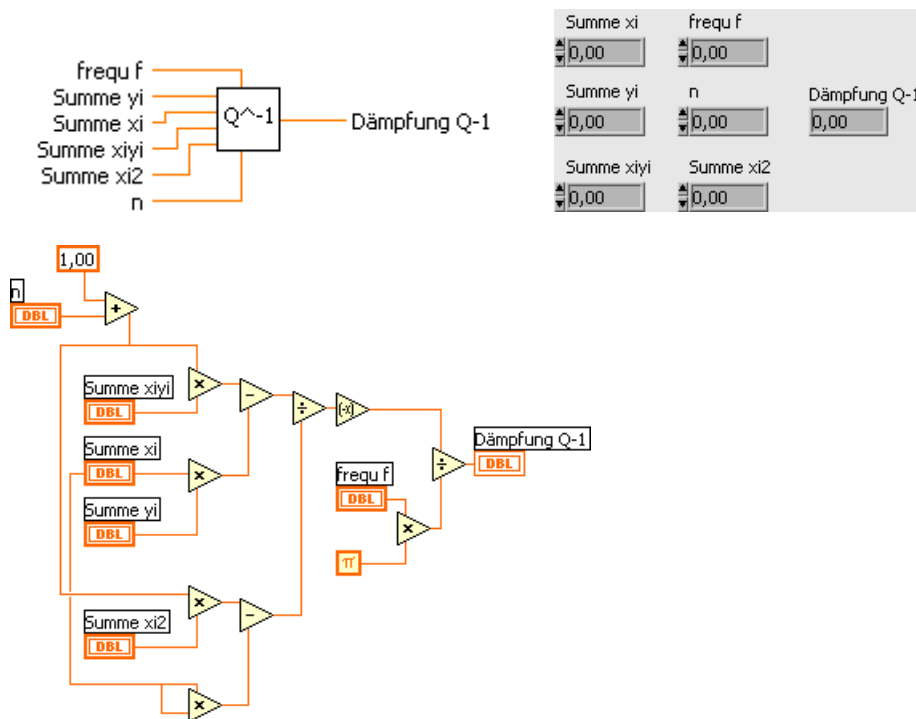 frequ f
Summe yi
Summe xi
Summe xiyi
Summe xi2
n
Q^-1
Dämpfung Q-1
Summe xi
frequ f
0,00
0,00
Summe yi
n
Dämpfung Q-1
0,00
0,00
0,00
Summe xiyi
Summe xi2
0,00
0,00
1,00
n
DBL
+
Summe xiyi
DBL
x
-
÷
(-x)
Summe xi
DBL
x
Summe yi
DBL
frequ f
DBL
x
π
÷
Dämpfung Q-1
DBL
x
-
Summe xi2
DBL
x